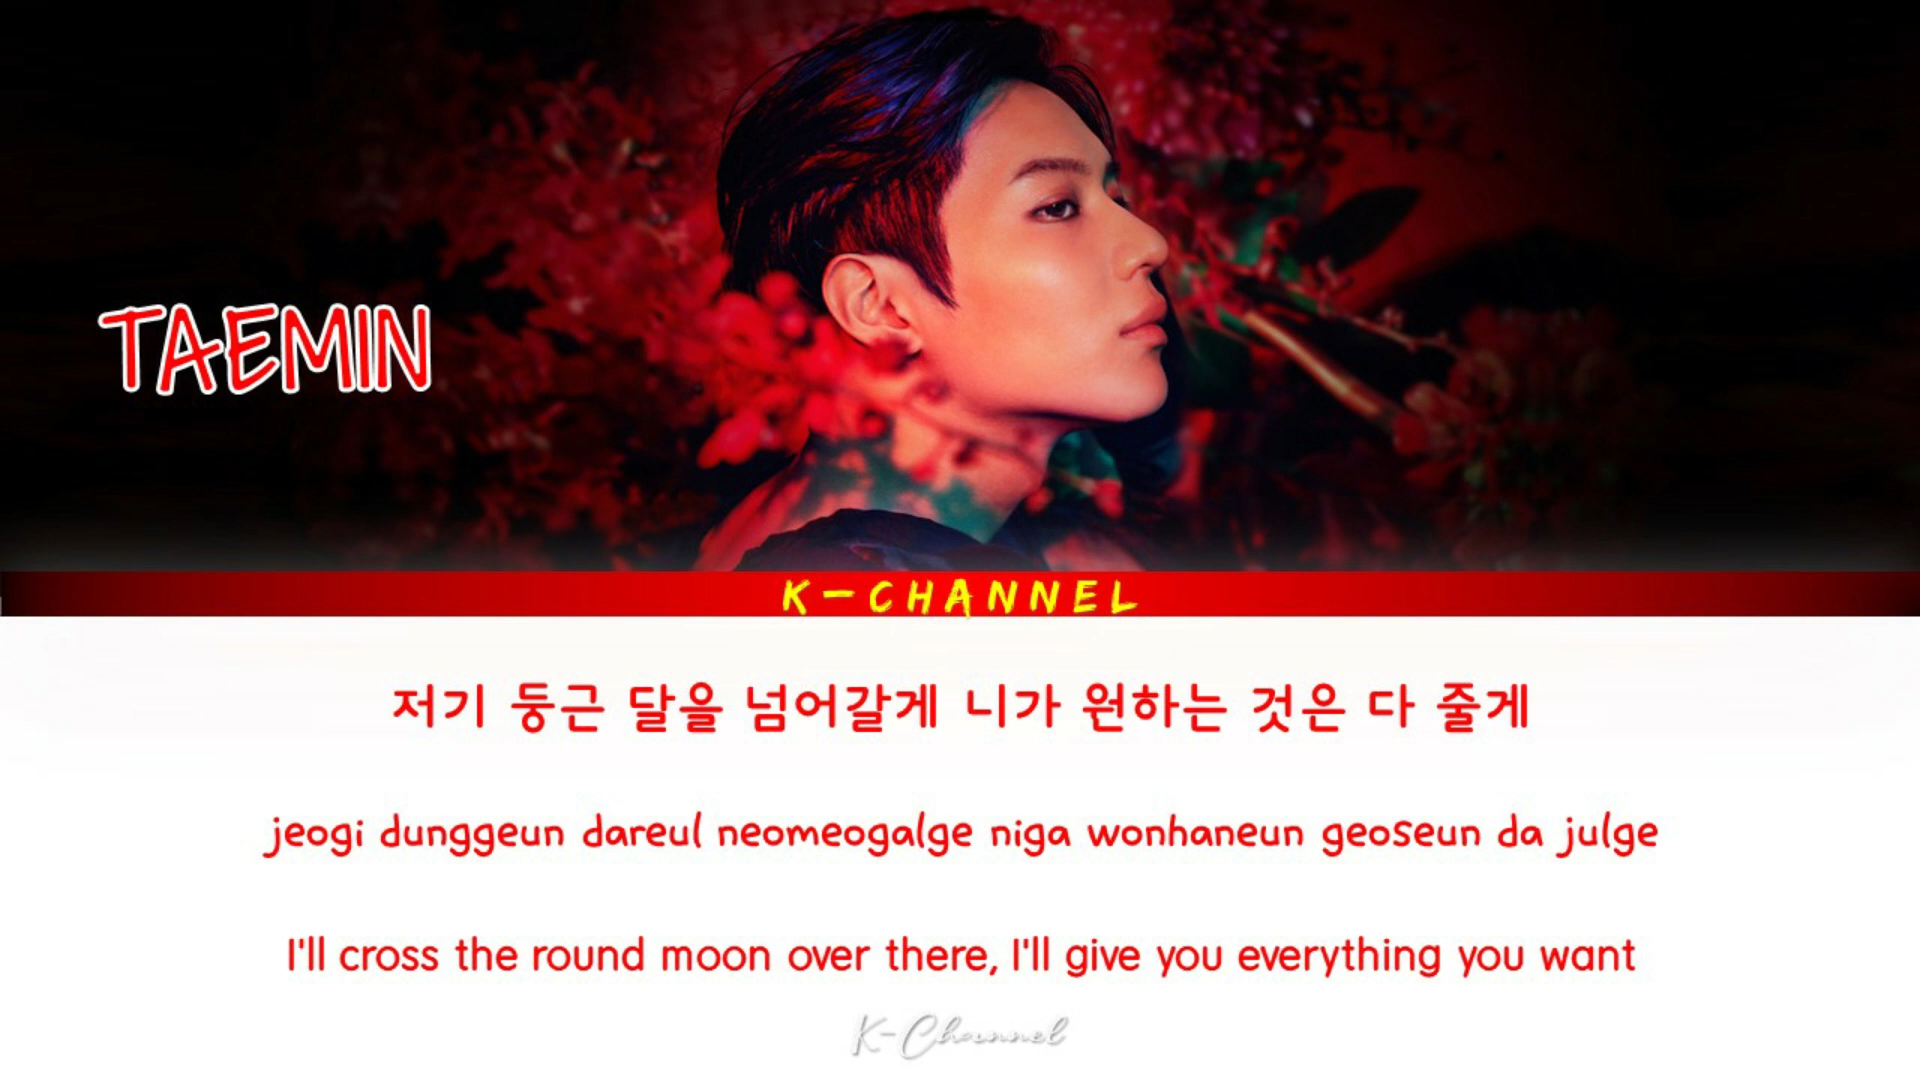 TAEMIN
K-CHANNEL
저기 둥근 달을 넘어갈게 니가 원하는 것은 다 줄게
jeogi dunggeun dareul neomeogalge niga wonhaneun geoseun da julge
I'll cross the round moon over there, I'll give you everything you want
K-Channel